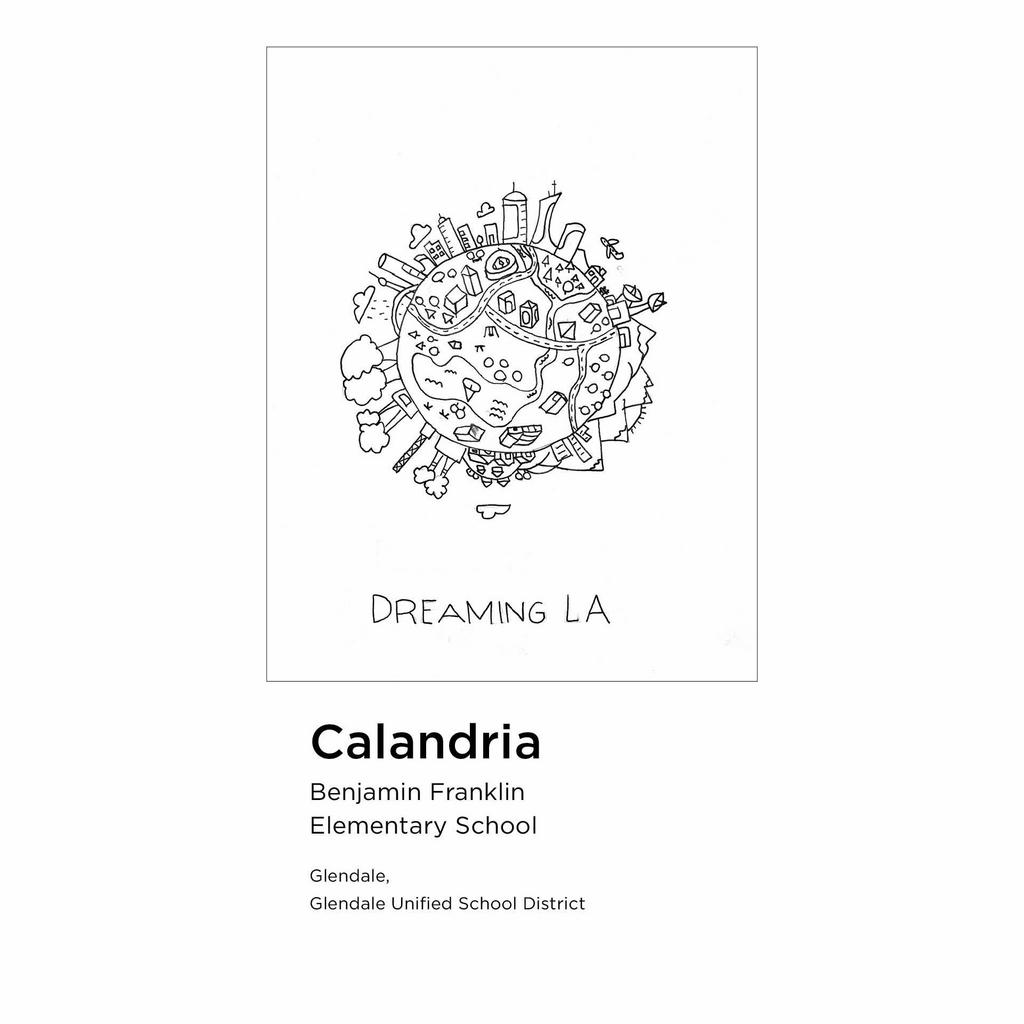 DREAMING LA
Calandria
Benjamin Franklin
Elementary School
Glendale,
Glendale Unified School District